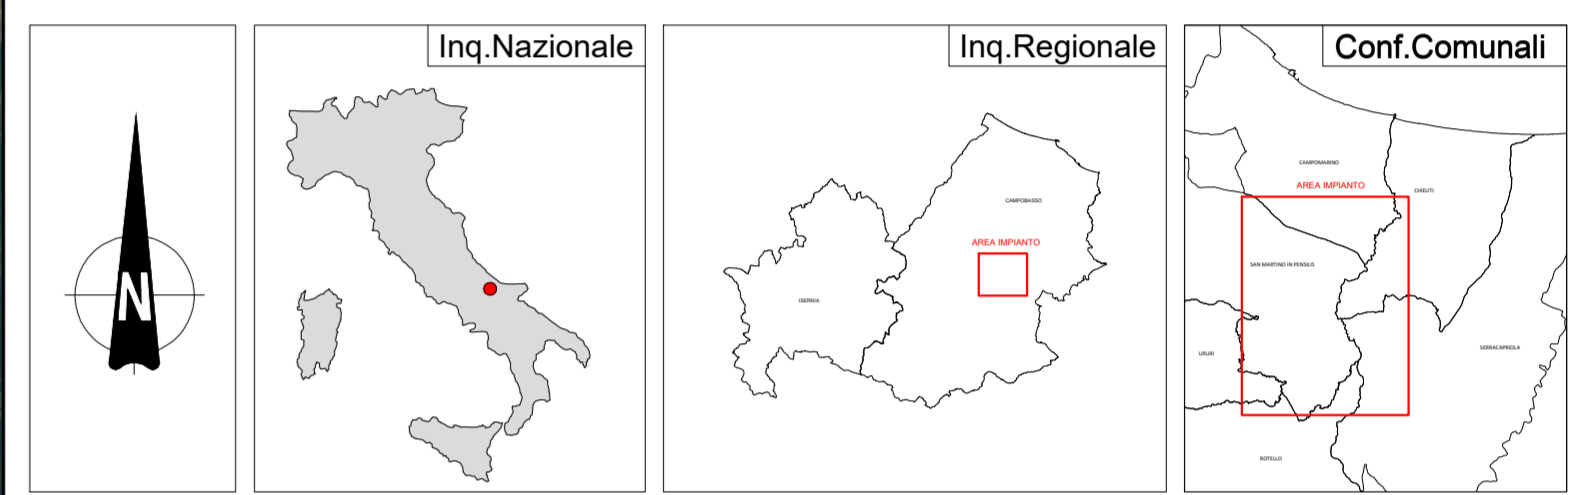 N
Inq.Nazionale
Inq.Regionale
CAMPOBASSO
AREA IMPIANTO
ISERNIA
Conf.Comunali
CAMPOMARINO
AREA IMPIANTO
CHIEUTI
SAN MARTINO IN PENSILIS
URURI
SERRACAPRIOLA
ROTELLO